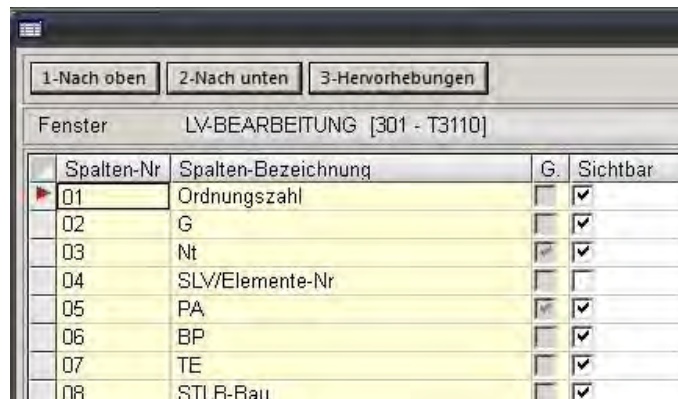 1-Nach oben 2-Nach unten 3-Hervorhebungen
Fenster LV-BEARBEITUNG [301 - T3110]
Spalten-Nr Spalten-Bezeichnung G. Sichtbar
01 Ordnungszahl
02 G
03 Nt
04 SLV/Elemente-Nr
05 PA
06 BP
07 TE
08 STLB-Bau